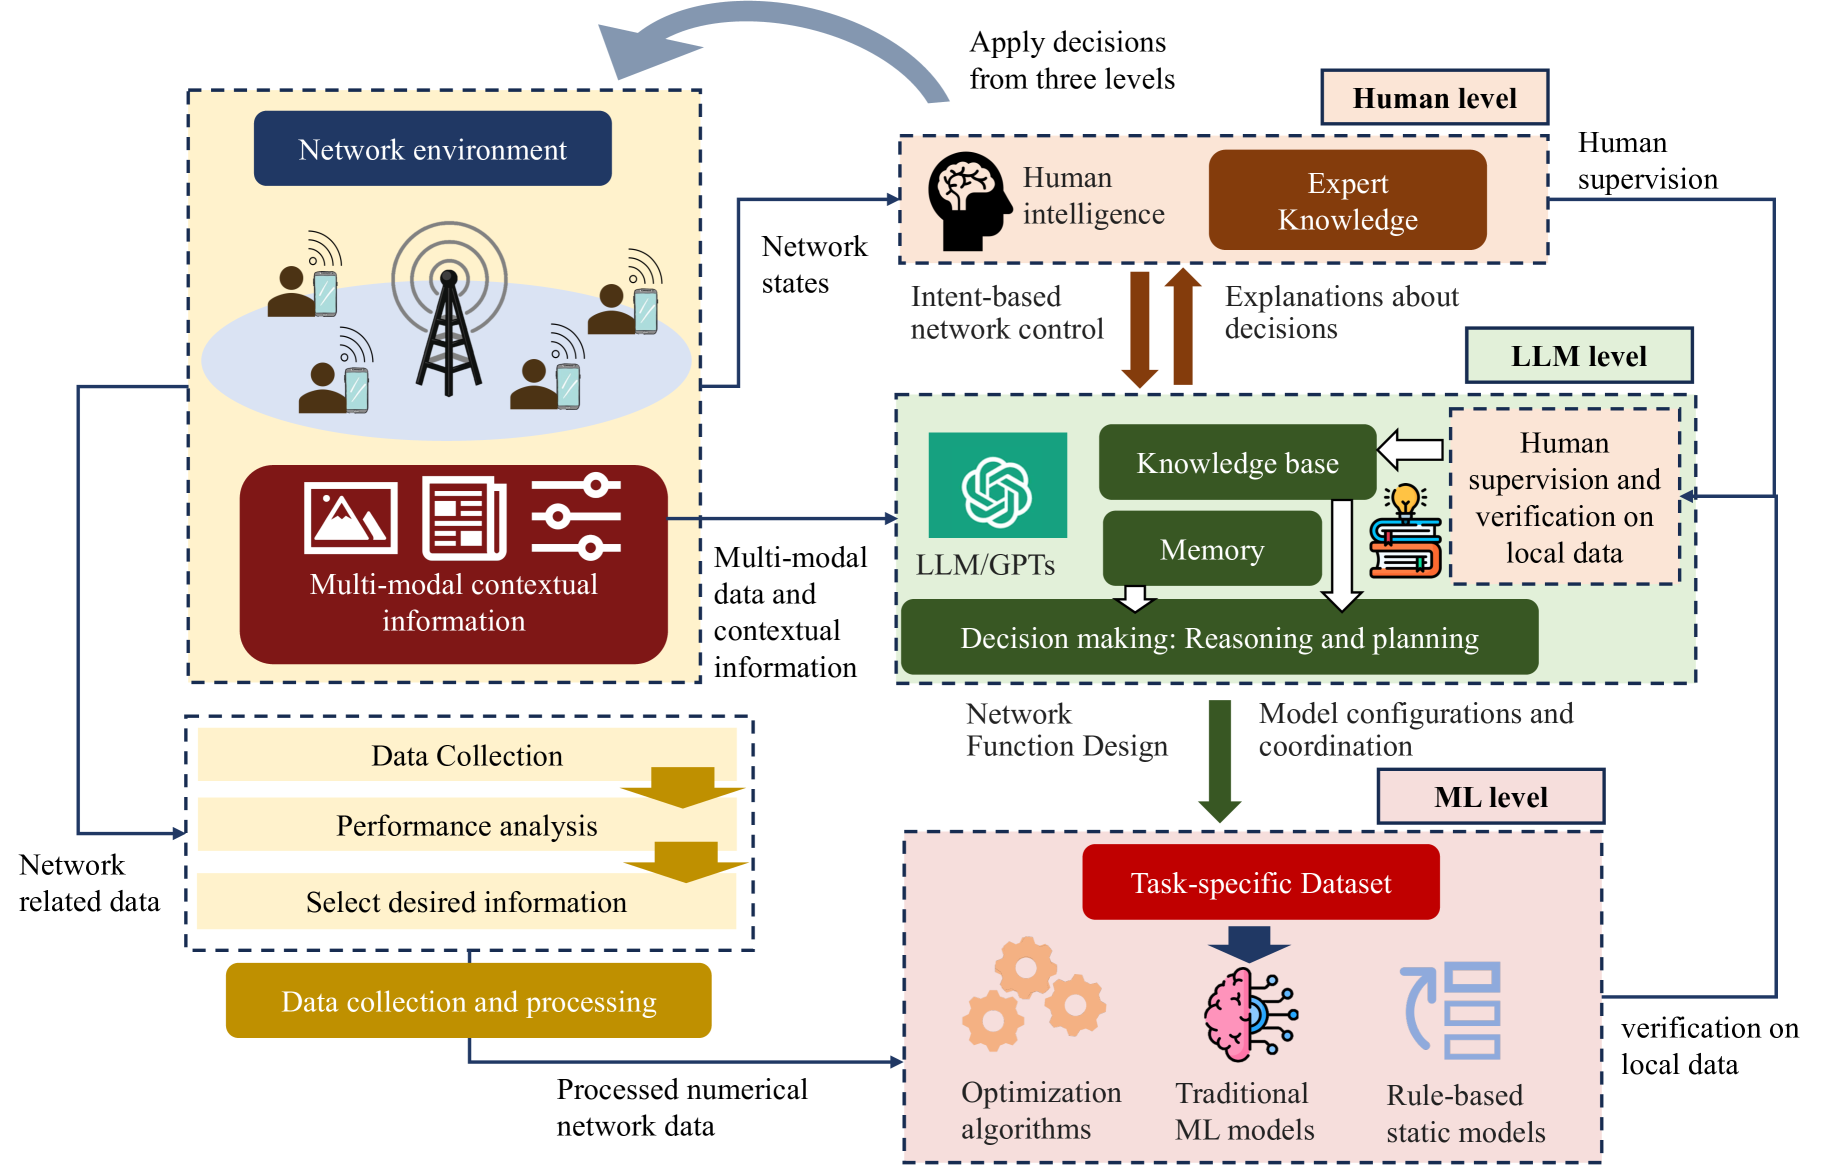 Apply decisions
from three levels
Human level
Network environment
Human
intelligence
Expert
Knowledge
Human
supervision
Network
states
Intent-based
network control
Explanations about
decisions
LLM level
LLM/GPTs
Knowledge base
Memory
Human
supervision and
verification on
local data
Decision making: Reasoning and planning
Multi-modal contextual
information
Multi-modal
data and
contextual
information
Network
Function Design
Model configurations and
coordination
ML level
Data Collection
Performance analysis
Select desired information
Network
related data
Data collection and processing
Processed numerical
network data
Task-specific Dataset
Optimization
algorithms
Traditional
ML models
Rule-based
static models
verification on
local data